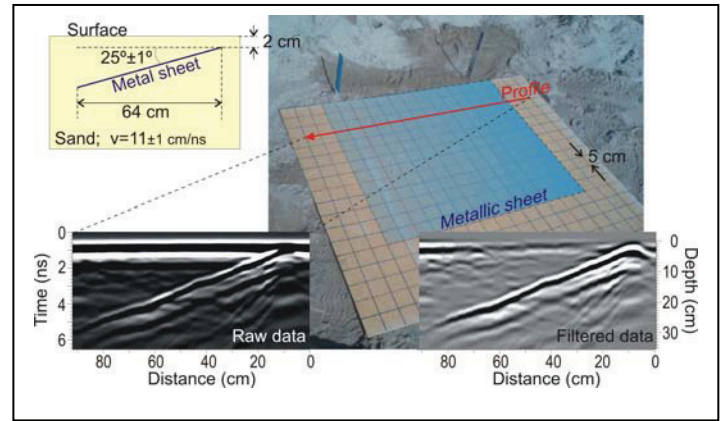 Surface
2 cm
25º±1º
Metal sheet
64 cm
Sand; v=11±1 cm/ns
Profile
5 cm
Metallic sheet
0
2
4
6
Time (ns)
Raw data
80 60 40 20 0
Distance (cm)
0
10
20
30
Depth (cm)
Filtered data
80 60 40 20 0
Distance (cm)